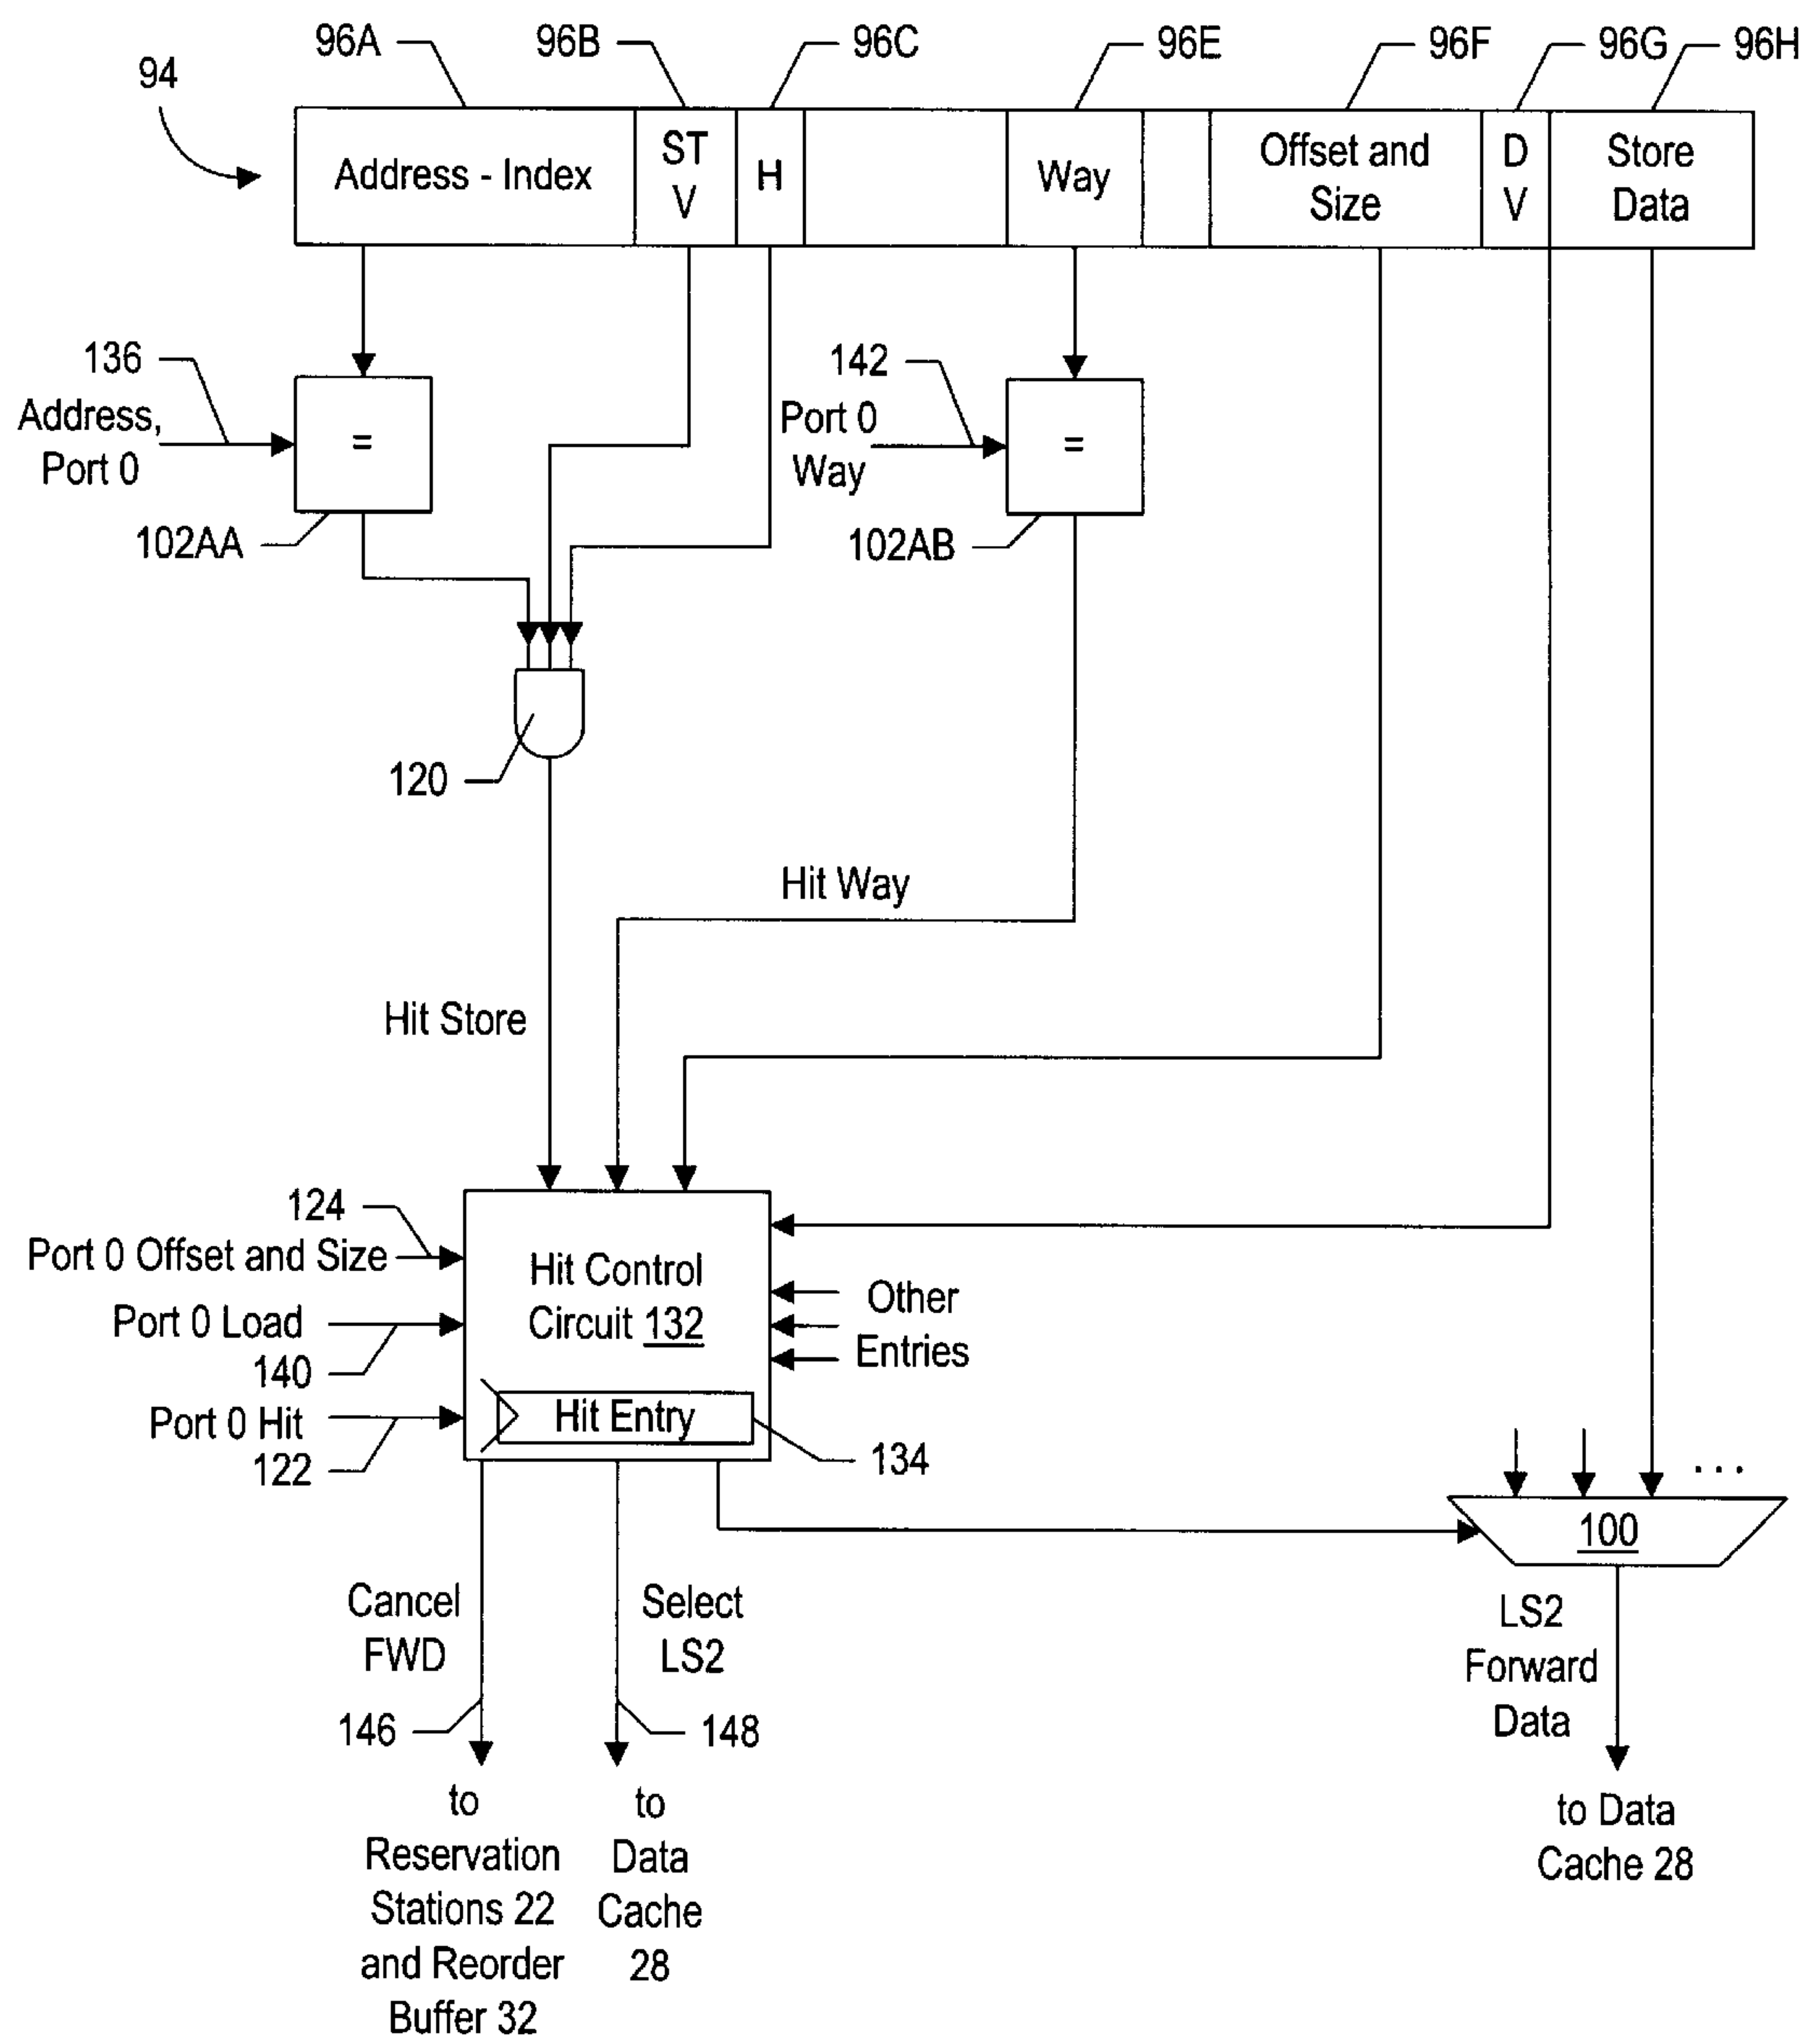 96A
96B
96C
96E
96F
96G
96H
94
Address - Index
ST
V
H
Way
Offset and
Size
D
V
Store
Data
136
Address,
Port 0
=
102AA
142
Port 0
Way
=
102AB
120
Hit Way
Hit Store
124
Port 0 Offset and Size
Port 0 Load
140
Port 0 Hit
122
Hit Control
Circuit 132
Hit Entry
134
Other
Entries
. . .
100
Cancel
FWD
146
Select
LS2
148
LS2
Forward
Data
to
Reservation
Stations 22
and Reorder
Buffer 32
to
Data
Cache
28
to Data
Cache 28